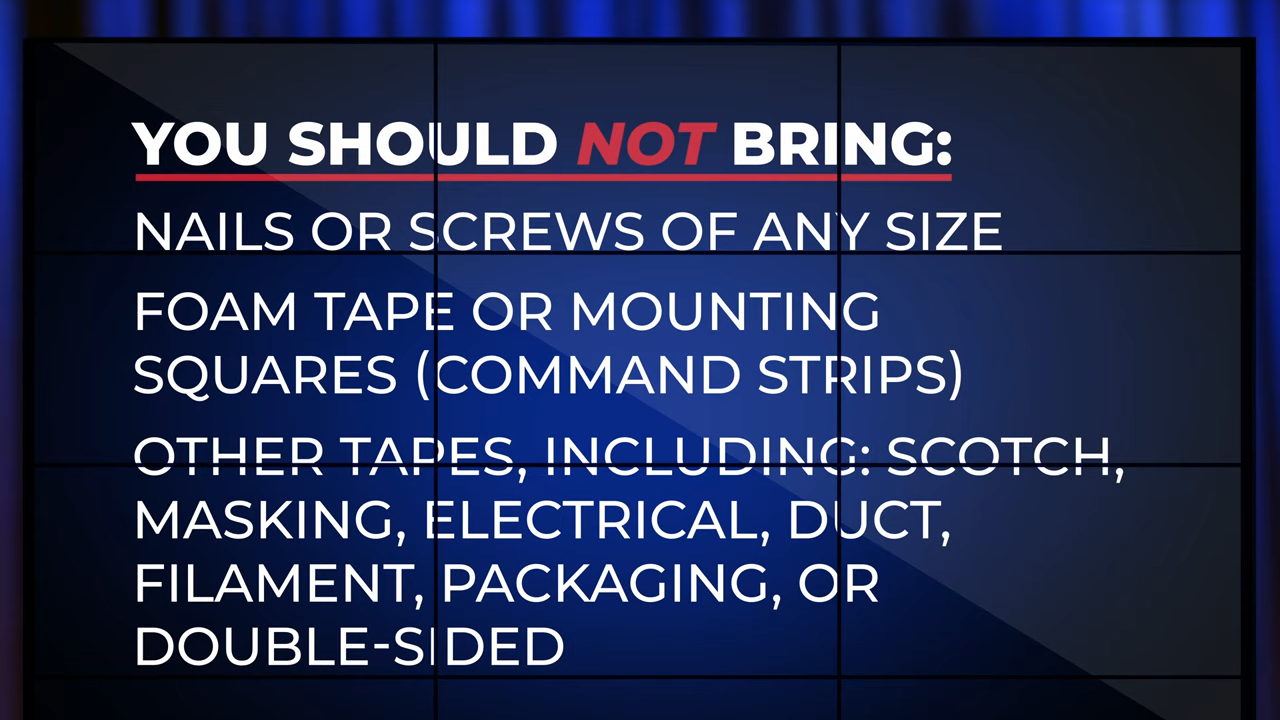 YOU SHOULD NOT BRING:
NAILS OR SCREWS OF ANY SIZE
FOAM TAPE OR MOUNTING
SQUARES (COMMAND STRIPS)
OTHER TAPES, INCLUDING: SCOTCH,
MASKING, ELECTRICAL, DUCT,
FILAMENT, PACKAGING, OR
DOUBLE-SIDED